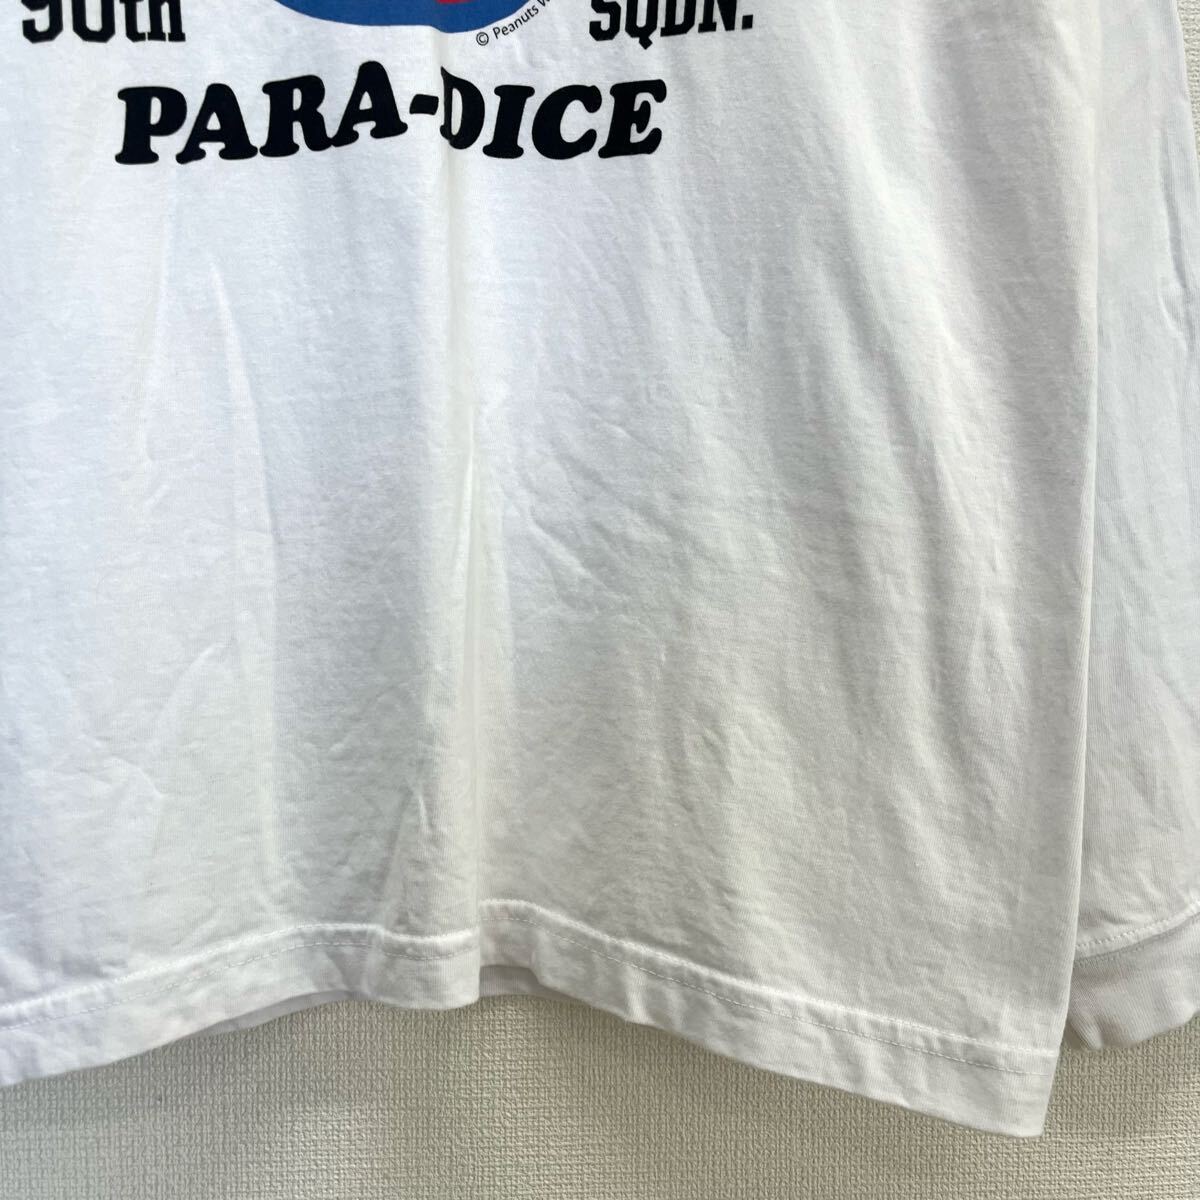 90th SQDN.
© Peanuts
PARA-DICE